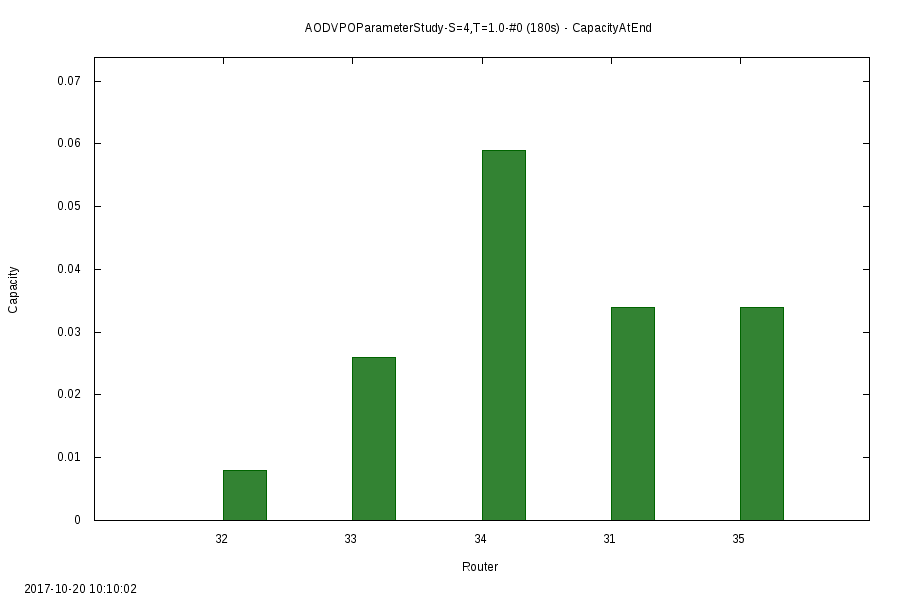 AODVPOParameterStudy-S=4,T=1.0-#0 (180s) - CapacityAtEnd
0.07
0.06
0.05
0.04
0.03
0.02
0.01
0
Capacity
32 33 34 31 35
Router
2017-10-20 10:10:02